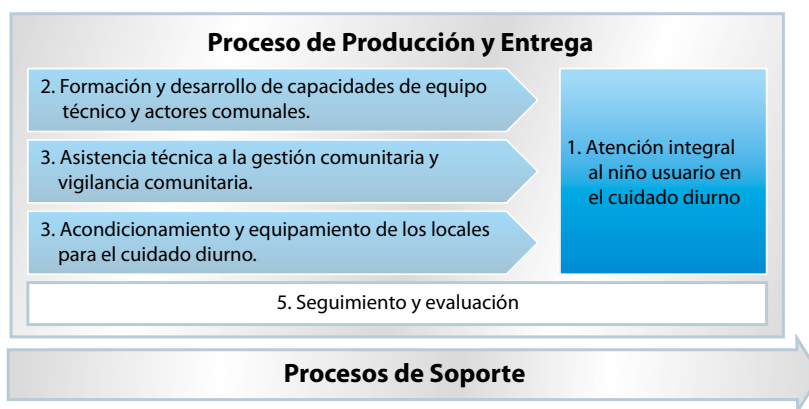 Proceso de Producción y Entrega
2. Formación y desarrollo de capacidades de equipo
técnico y actores comunales.
3. Asistencia técnica a la gestión comunitaria y
vigilancia comunitaria.
3. Acondicionamiento y equipamiento de los locales
para el cuidado diurno.
1. Atención integral
al niño usuario en
el cuidado diurno
5. Seguimiento y evaluación
Procesos de Soporte